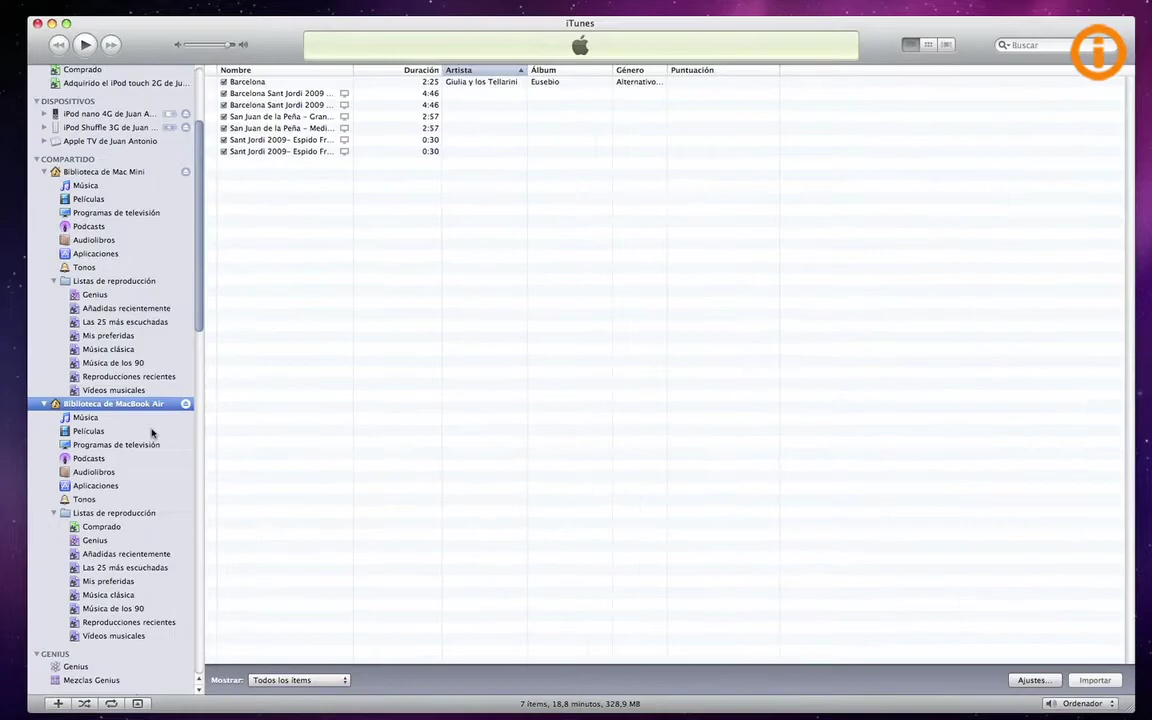 iTunes
Buscar
Comprado
Adquirido el iPod touch 2G de Ju...
DISPOSITIVOS
iPod nano 4G de Juan A...
iPod Shuffle 3G de Juan ...
Apple TV de Juan Antonio
COMPARTIDO
Biblioteca de Mac Mini
Música
Películas
Programas de televisión
Podcasts
Audiolibros
Aplicaciones
Tonos
Listas de reproducción
Genius
Añadidas recientemente
Las 25 más escuchadas
Mis preferidas
Música clásica
Música de los 90
Reproducciones recientes
Vídeos musicales
Biblioteca de MacBook Air
Música
Películas
Programas de televisión
Podcasts
Audiolibros
Aplicaciones
Tonos
Listas de reproducción
Comprado
Genius
Añadidas recientemente
Las 25 más escuchadas
Mis preferidas
Música clásica
Música de los 90
Reproducciones recientes
Vídeos musicales
GENIUS
Genius
Mezclas Genius
Nombre Duración Artista Álbum Género Puntuación
Barcelona 2:25 Giulia y los Tellarini Eusebio Alternativo...
Barcelona Sant Jordi 2009 ... 4:46
Barcelona Sant Jordi 2009 ... 4:46
San Juan de la Peña - Gran... 2:57
San Juan de la Peña - Medi... 2:57
Sant Jordi 2009- Espido Fr... 0:30
Sant Jordi 2009- Espido Fr... 0:30
Mostrar: Todos los ítems Ajustes... Importar
7 ítems, 18,8 minutos, 328,9 MB Ordenador